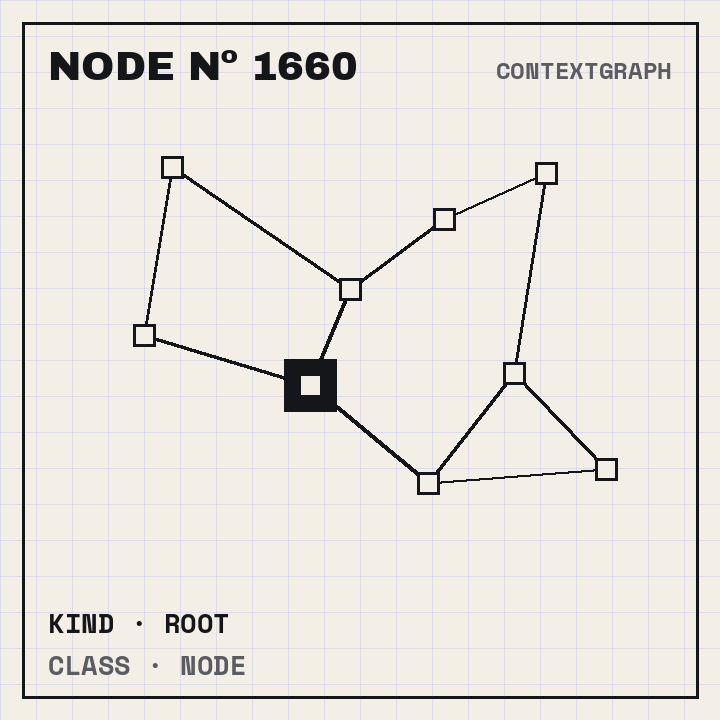 NODE Nº 1660
CONTEXTGRAPH
KIND · ROOT
CLASS · NODE